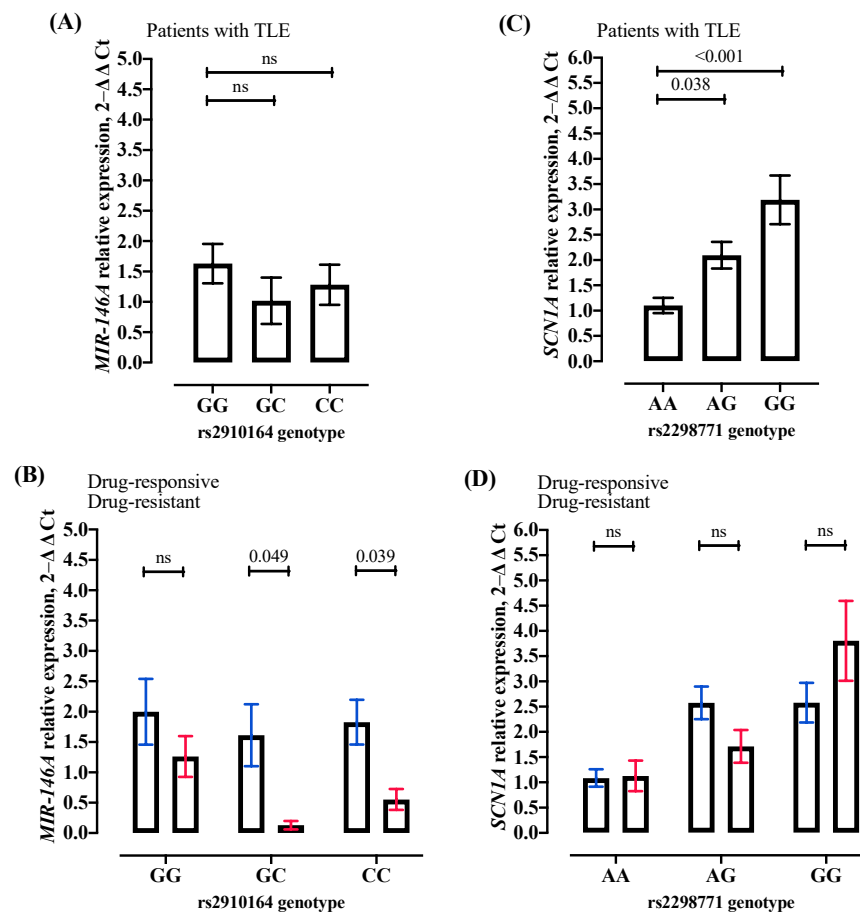 (A)
Patients with TLE
MIR-146A relative expression, 2−ΔΔCt
5.0
4.5
4.0
3.5
3.0
2.5
2.0
1.5
1.0
0.5
0.0
ns
ns
GG GC CC
rs2910164 genotype
(C)
Patients with TLE
SCN1A relative expression, 2−ΔΔCt
6.0
5.5
5.0
4.5
4.0
3.5
3.0
2.5
2.0
1.5
1.0
0.5
0.0
<0.001
0.038
AA AG GG
rs2298771 genotype
(B)
Drug-responsive
Drug-resistant
MIR-146A relative expression, 2−ΔΔCt
5.0
4.5
4.0
3.5
3.0
2.5
2.0
1.5
1.0
0.5
0.0
ns 0.049 0.039
GG GC CC
rs2910164 genotype
(D)
Drug-responsive
Drug-resistant
SCN1A relative expression, 2−ΔΔCt
6.0
5.5
5.0
4.5
4.0
3.5
3.0
2.5
2.0
1.5
1.0
0.5
0.0
ns ns ns
AA AG GG
rs2298771 genotype